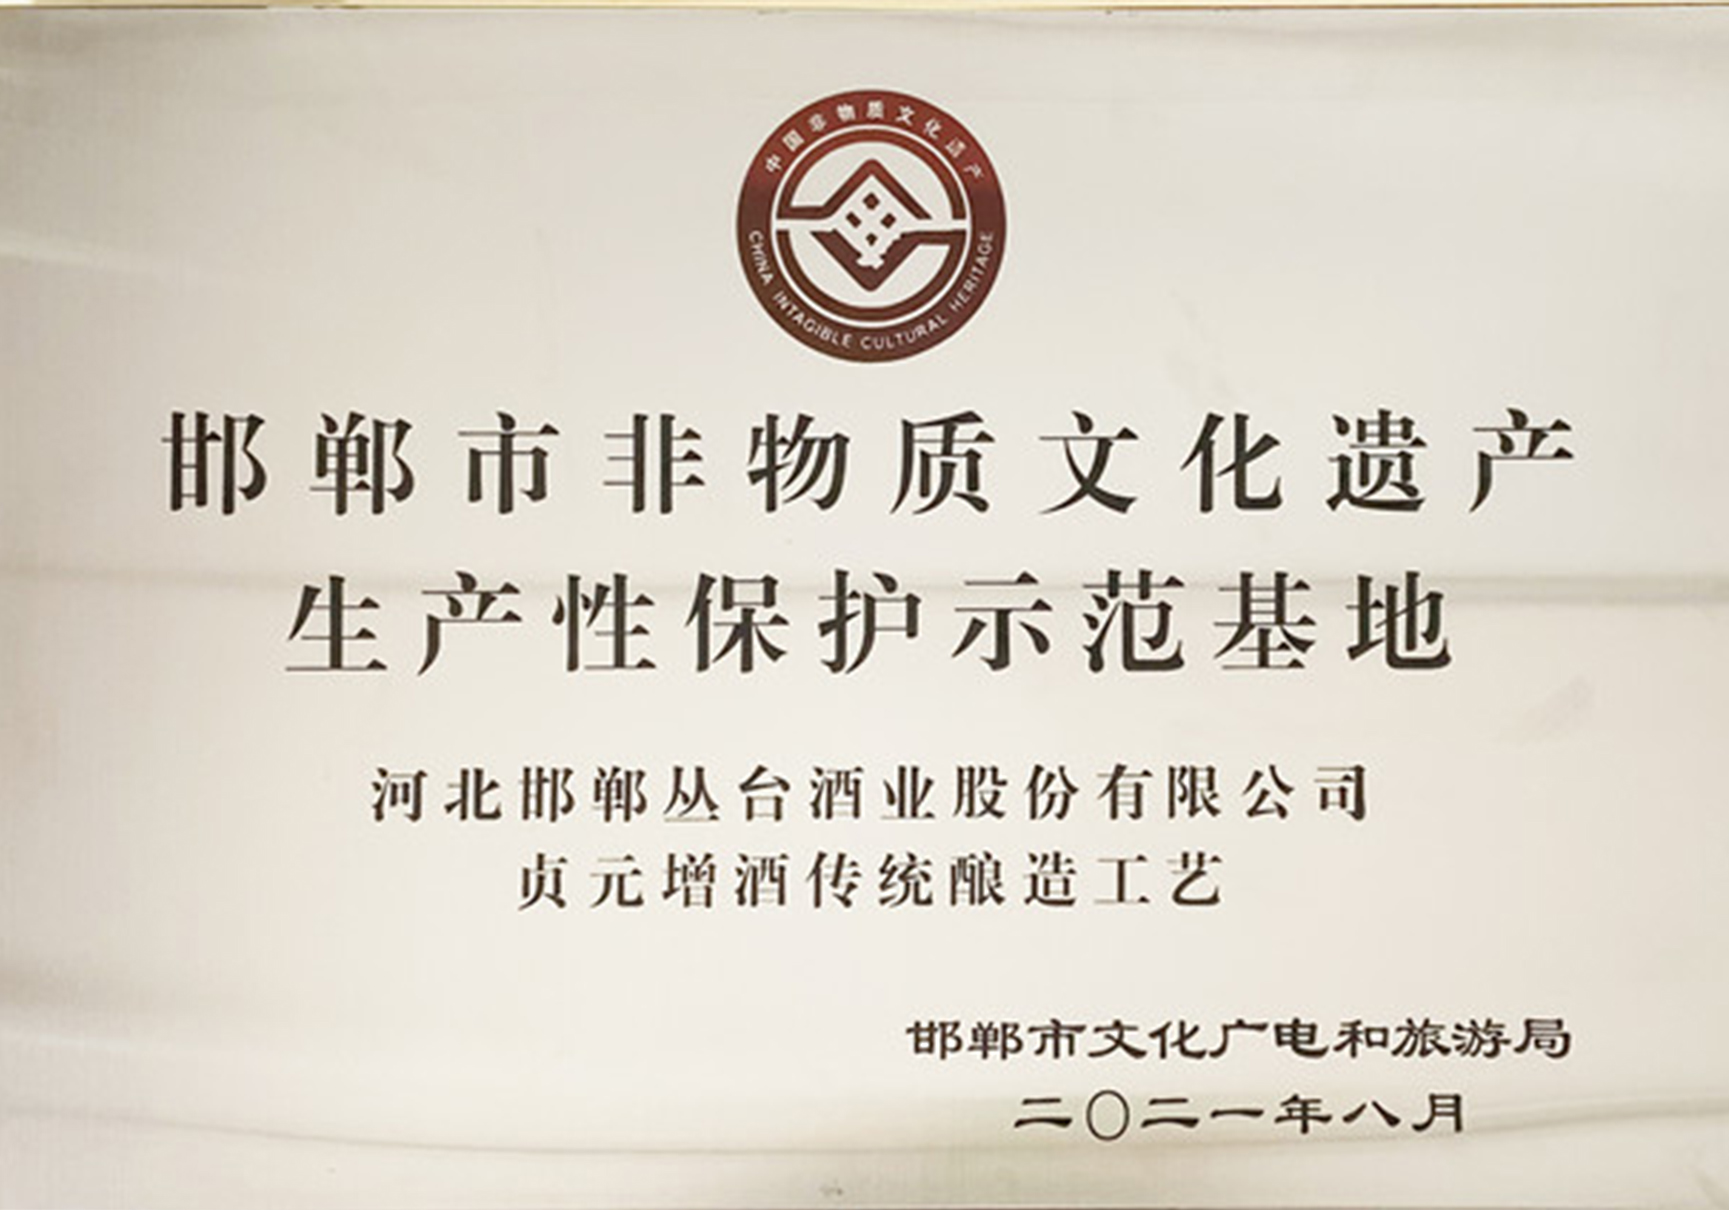 中国非物质文化遗产
CHINA INTAGIBLE CULTURAL HERITAGE
邯郸市非物质文化遗产
生产性保护示范基地
河北邯郸丛台酒业股份有限公司
贞元增酒传统酿造工艺
邯郸市文化广电和旅游局
二〇二一年八月